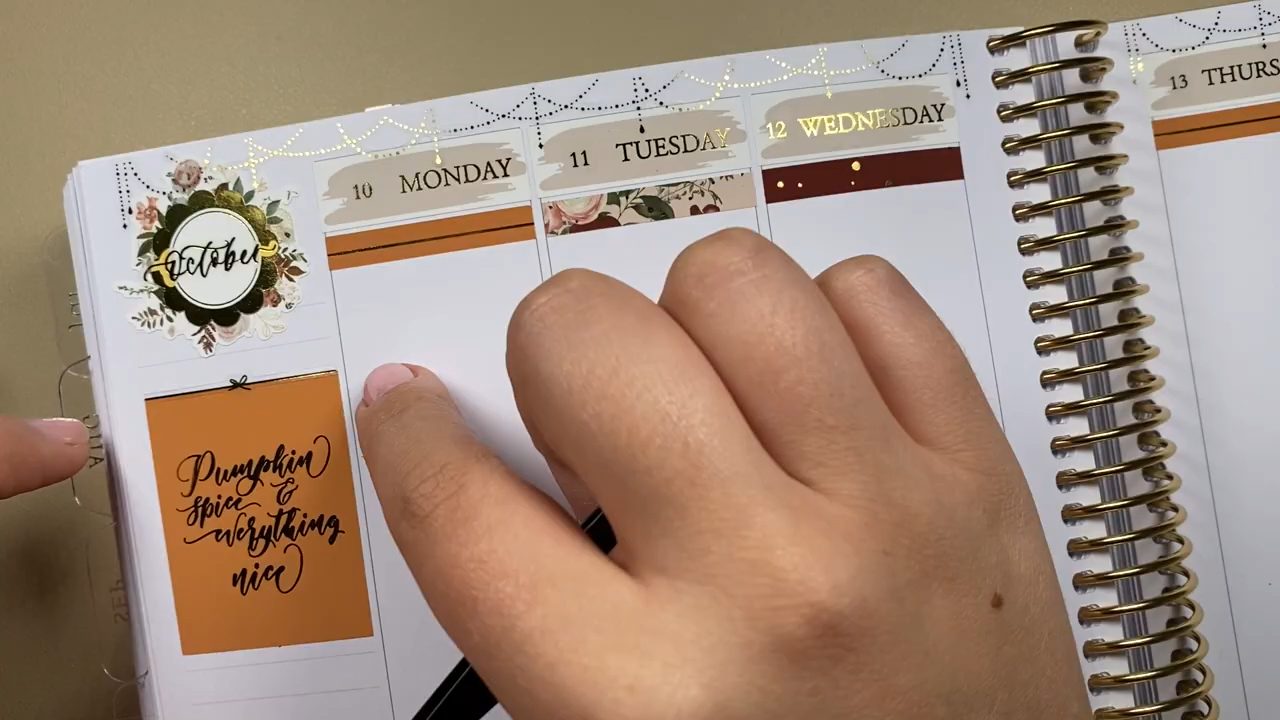 10 MONDAY
11 TUESDAY
12 WEDNESDAY
13 THURS
October
Pumpkin
spice &
everything
nice